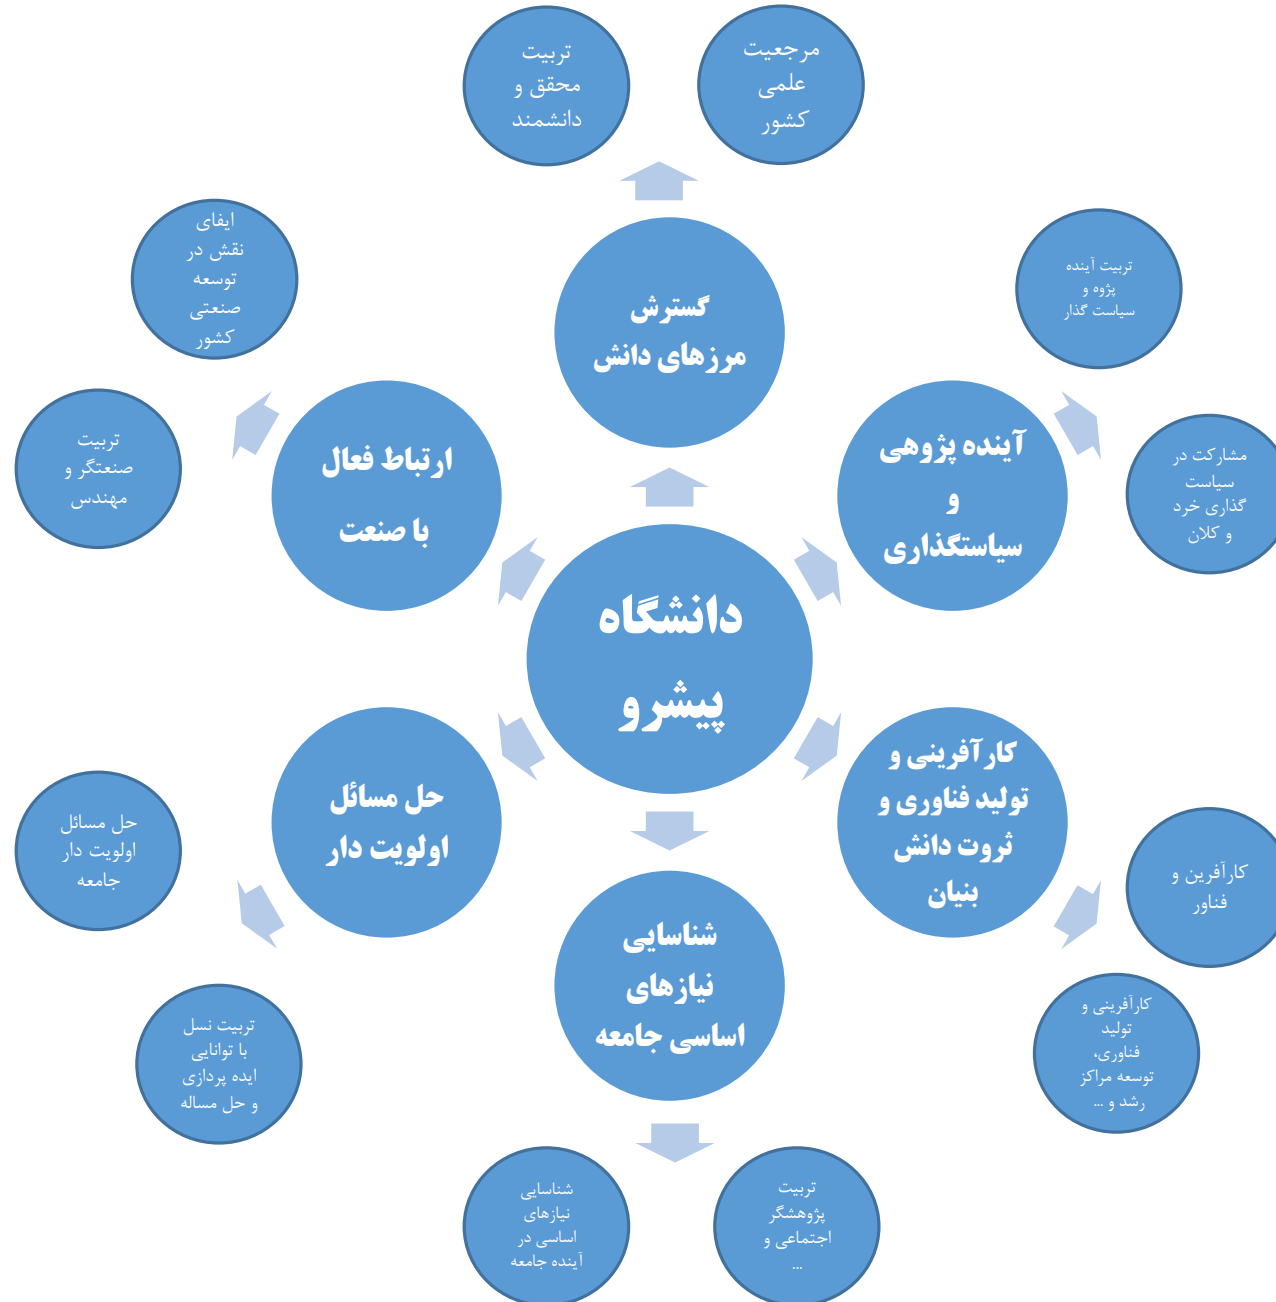 مرجعیت
علمی
کشور
تربیت
محقق و
دانشمند
گسترش
مرزهای دانش
تربیت آینده
پژوه و
سیاست گذار
مشارکت در
سیاست
گذاری خرد
و کلان
آینده پژوهی
و
سیاستگذاری
ایفای
نقش در
توسعه
صنعتی
کشور
تربیت
صنعتگر و
مهندس
ارتباط فعال
با صنعت
دانشگاه
پیشرو
کارآفرینی و
تولید فناوری و
ثروت دانش
بنیان
کارآفرین و
فناور
کارآفرینی و
تولید
فناوری،
توسعه مراکز
رشد و ...
حل مسائل
اولویت دار
حل مسائل
اولویت دار
جامعه
تربیت نسل
با توانایی
ایده پردازی
و حل مساله
شناسایی
نیازهای
اساسی جامعه
تربیت
پژوهشگر
اجتماعی و
...
شناسایی
نیازهای
اساسی در
آینده جامعه